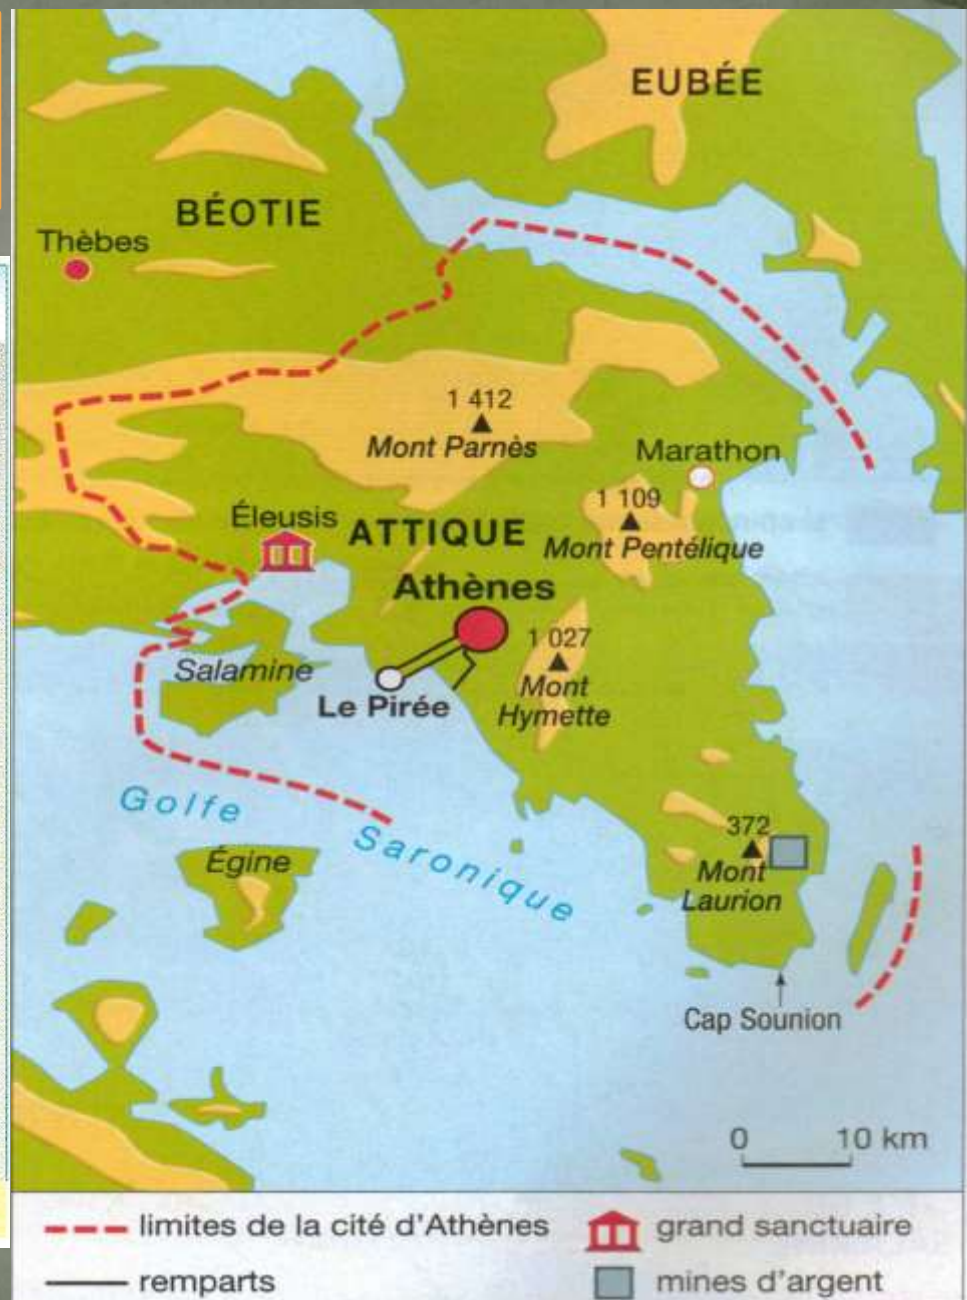 EUBÉE
BÉOTIE
Thèbes
1 412
Mont Parnès
Marathon
1 109
Mont Pentélique
Éleusis
ATTIQUE
Athènes
1 027
Mont
Hymette
Salamine
Le Pirée
Golfe
Saronique
Égine
372
Mont
Laurion
Cap Sounion
0 10 km
limites de la cité d'Athènes
grand sanctuaire
remparts
mines d'argent